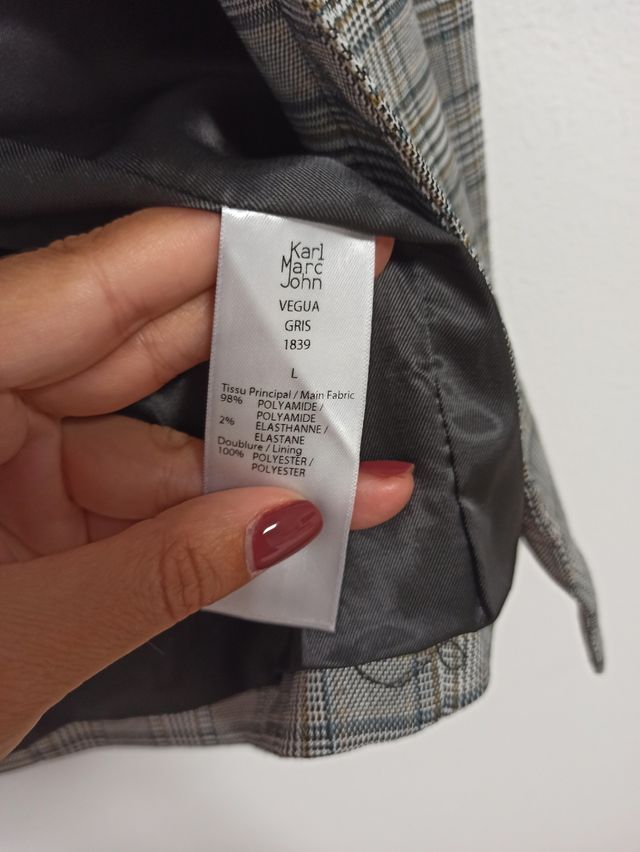 Karl
Marc
John
VEGUA
GRIS
1839
L
Tissu Principal / Main Fabric
98% POLYAMIDE /
POLYAMIDE
2% ÉLASTHANNE /
ELASTANE
Doublure / Lining
100% POLYESTER /
POLYESTER